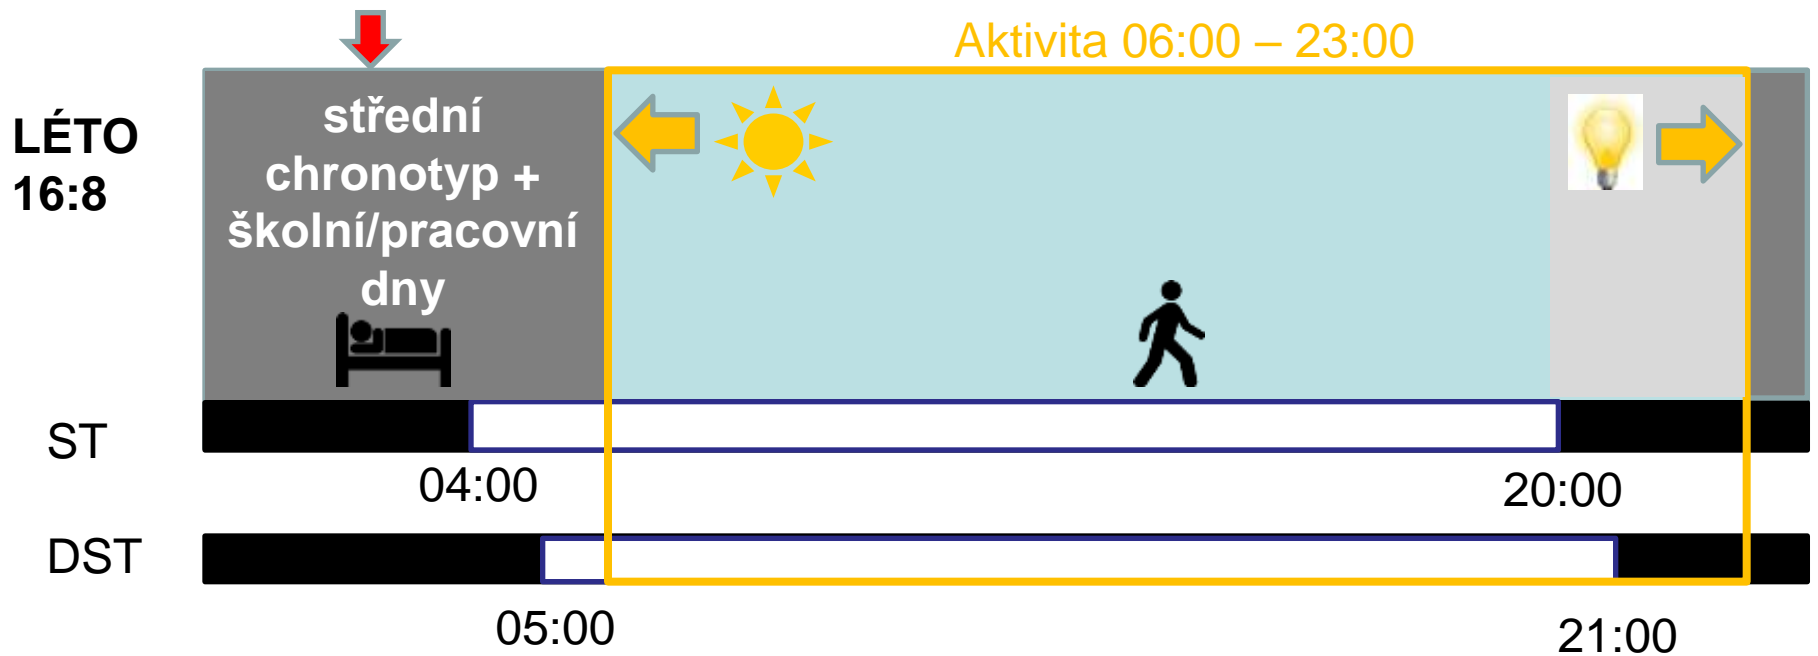 Aktivita 06:00 – 23:00
LÉTO
16:8
střední
chronotyp +
školní/pracovní
dny
ST
04:00
20:00
DST
05:00
21:00